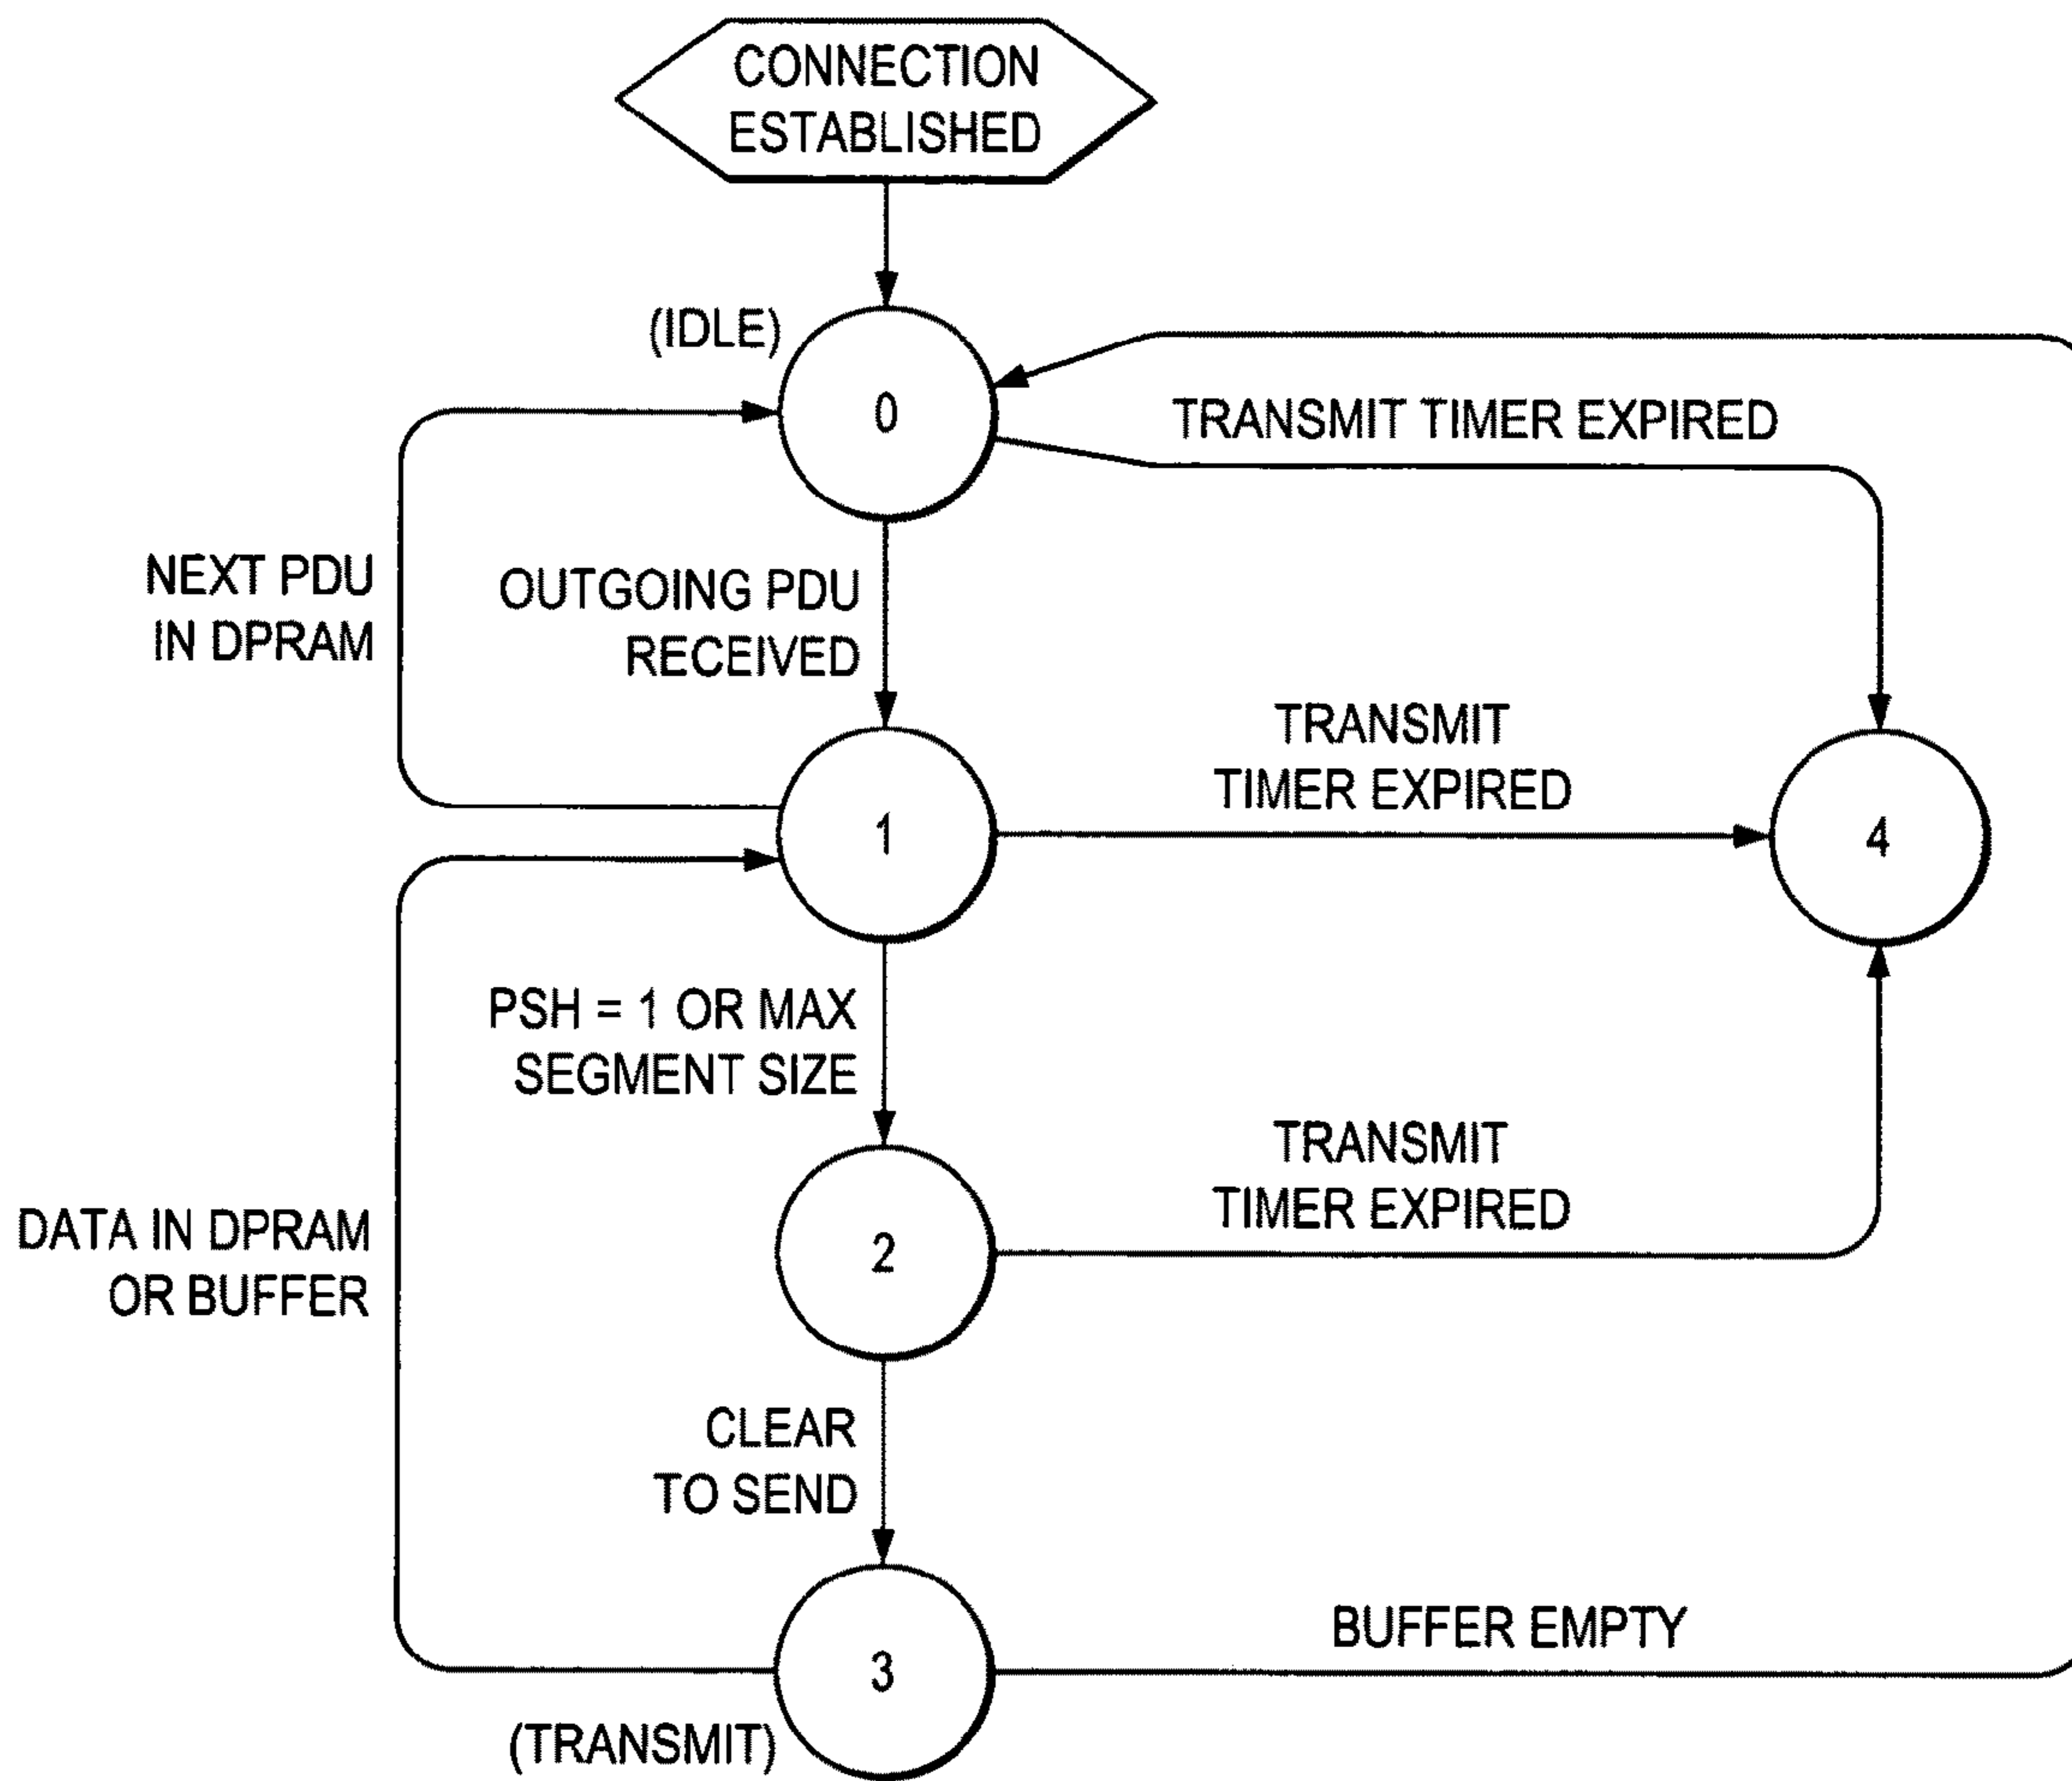 CONNECTION
ESTABLISHED
(IDLE)
0
TRANSMIT TIMER EXPIRED
NEXT PDU
IN DPRAM
OUTGOING PDU
RECEIVED
TRANSMIT
TIMER EXPIRED
1
4
PSH = 1 OR MAX
SEGMENT SIZE
TRANSMIT
TIMER EXPIRED
DATA IN DPRAM
OR BUFFER
2
CLEAR
TO SEND
BUFFER EMPTY
3
(TRANSMIT)